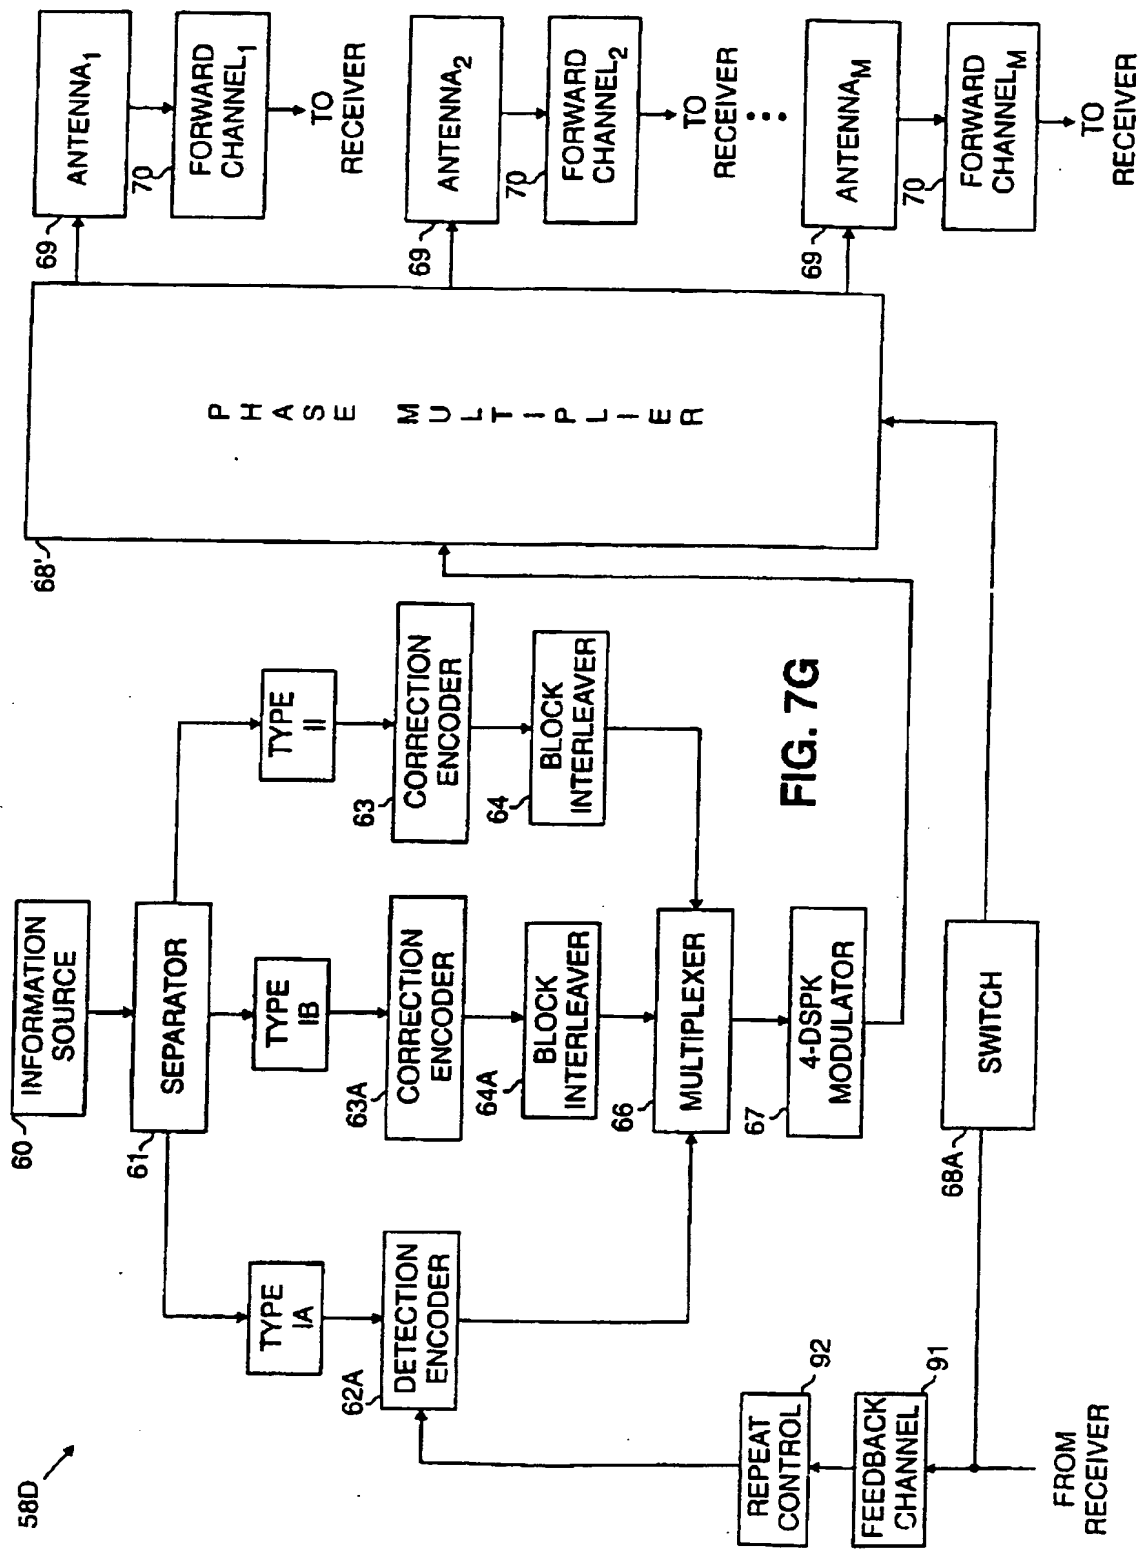 58D
60
INFORMATION
SOURCE
61
SEPARATOR
TYPE
IA
TYPE
IB
TYPE
II
62A
DETECTION
ENCODER
63A
CORRECTION
ENCODER
63
CORRECTION
ENCODER
64A
BLOCK
INTERLEAVER
64
BLOCK
INTERLEAVER
66
MULTIPLEXER
67
4-DSPK
MODULATOR
REPEAT
CONTROL
92
FEEDBACK
CHANNEL
91
FROM
RECEIVER
68A
SWITCH
68'
PHASE MULTIPLIER
69
ANTENNA1
70
FORWARD
CHANNEL1
TO
RECEIVER
69
ANTENNA2
70
FORWARD
CHANNEL2
TO
RECEIVER
69
ANTENNAM
70
FORWARD
CHANNELM
TO
RECEIVER
FIG. 7G